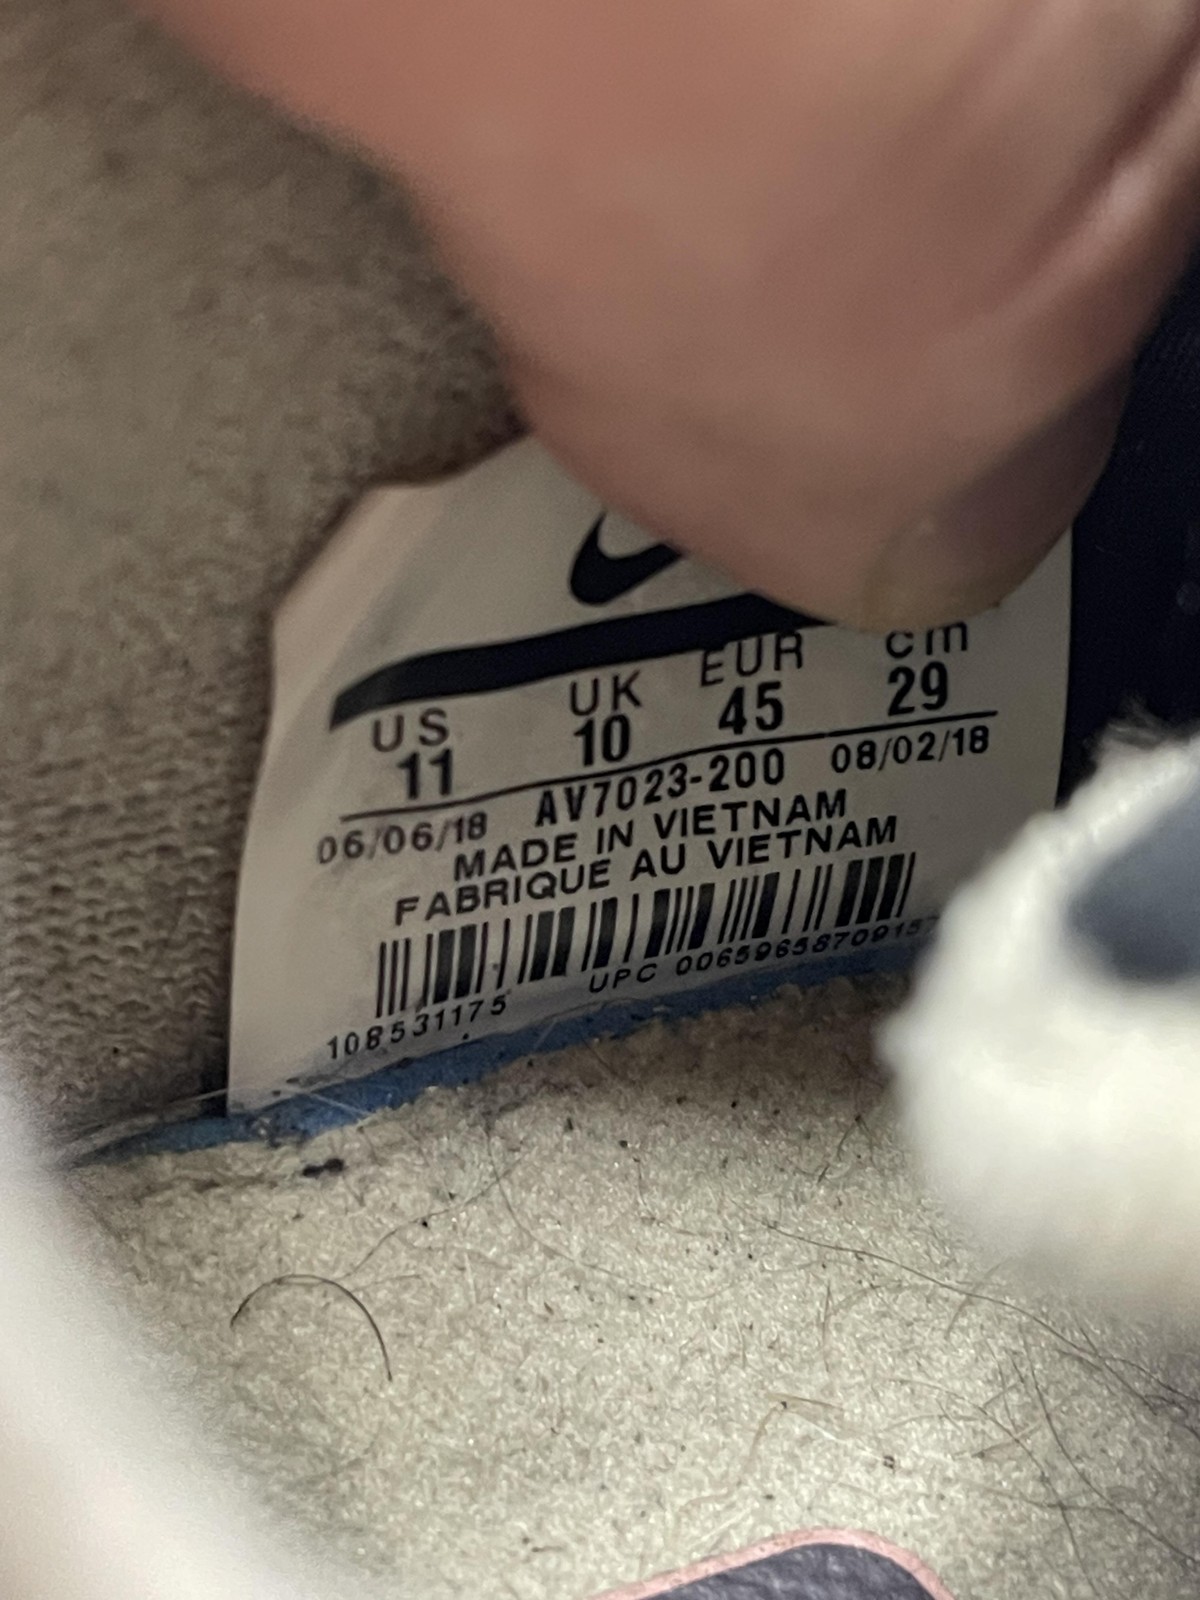 US UK EUR cm
11 10 45 29
06/06/18 AV7023-200 08/02/18
MADE IN VIETNAM
FABRIQUE AU VIETNAM
108531175 UPC 00659658709157